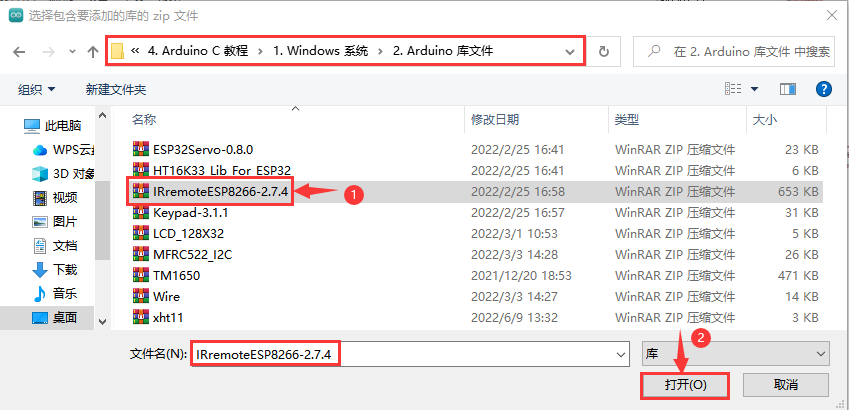 选择包含要添加的库的 zip 文件
« 4. Arduino C 教程 > 1. Windows 系统 > 2. Arduino 库文件
在 2. Arduino 库文件 中搜索
组织 新建文件夹
名称 修改日期 类型 大小
此电脑
WPS云盘
3D 对象
视频
图片
文档
下载
音乐
桌面
ESP32Servo-0.8.0 2022/2/25 16:41 WinRAR ZIP 压缩文件 23 KB
HT16K33_Lib_For_ESP32 2022/2/25 16:41 WinRAR ZIP 压缩文件 6 KB
IRremoteESP8266-2.7.4 2022/2/25 16:58 WinRAR ZIP 压缩文件 653 KB
1
Keypad-3.1.1 2022/2/25 16:57 WinRAR ZIP 压缩文件 31 KB
LCD_128X32 2022/3/1 10:53 WinRAR ZIP 压缩文件 5 KB
MFRC522_I2C 2022/3/3 14:28 WinRAR ZIP 压缩文件 26 KB
TM1650 2021/12/20 18:53 WinRAR ZIP 压缩文件 471 KB
Wire 2022/3/3 14:27 WinRAR ZIP 压缩文件 14 KB
xht11 2022/6/9 13:32 WinRAR ZIP 压缩文件 3 KB
2
文件名(N): IRremoteESP8266-2.7.4 库
打开(O) 取消